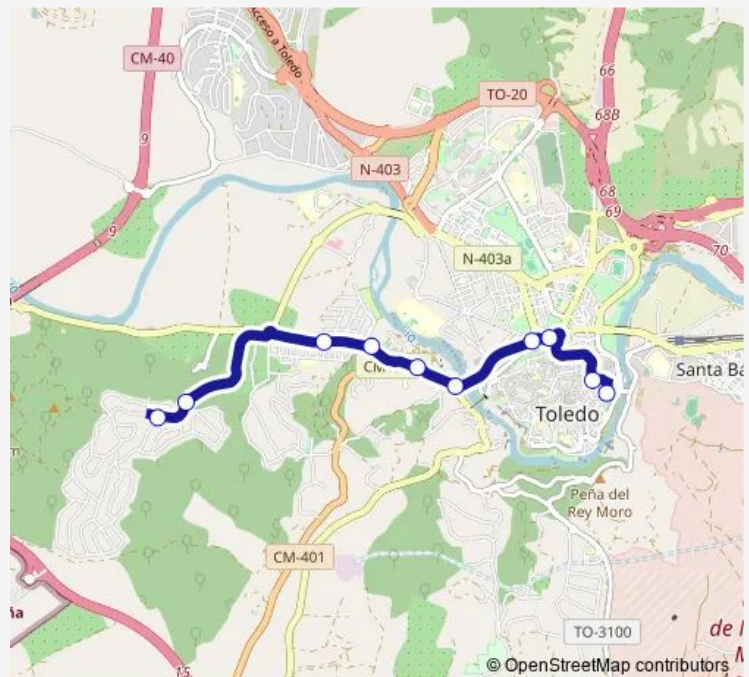 Acceso a Toledo
CM-40
66
TO-20
68B
9
N-403
68
69
9
70
N-403a
Santa Ba
Toledo
Peña del
Rey Moro
CM-401
ña
TO-3100
de l
15
© OpenStreetMap contributors